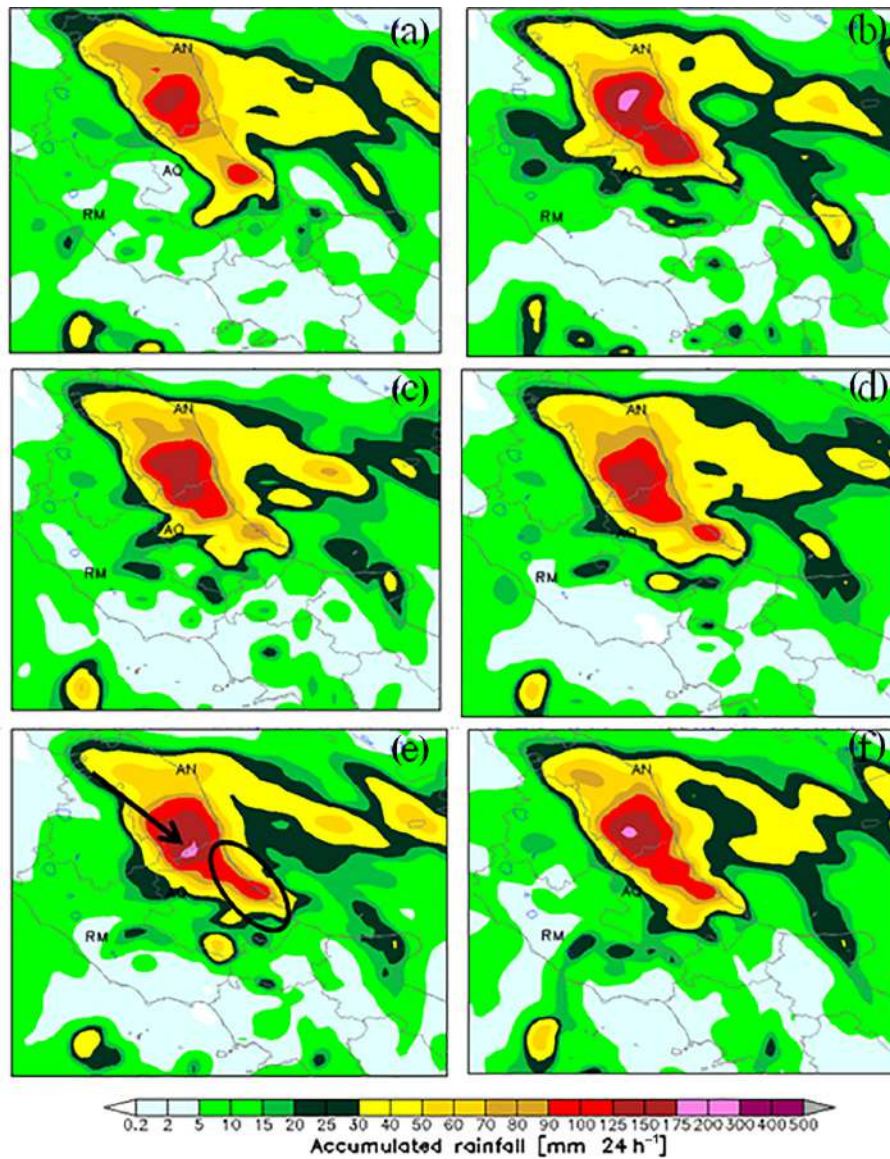 (a)
AN
AQ
RM
(b)
AN
AQ
RM
(c)
AN
AQ
RM
(d)
AN
AQ
RM
(e)
AN
RM
(f)
AN
AQ
RM
0.2 2 5 10 15 20 25 30 40 50 60 70 80 90 100 125 150 175 200 300 400 500
Accumulated rainfall [mm 24 h⁻¹]